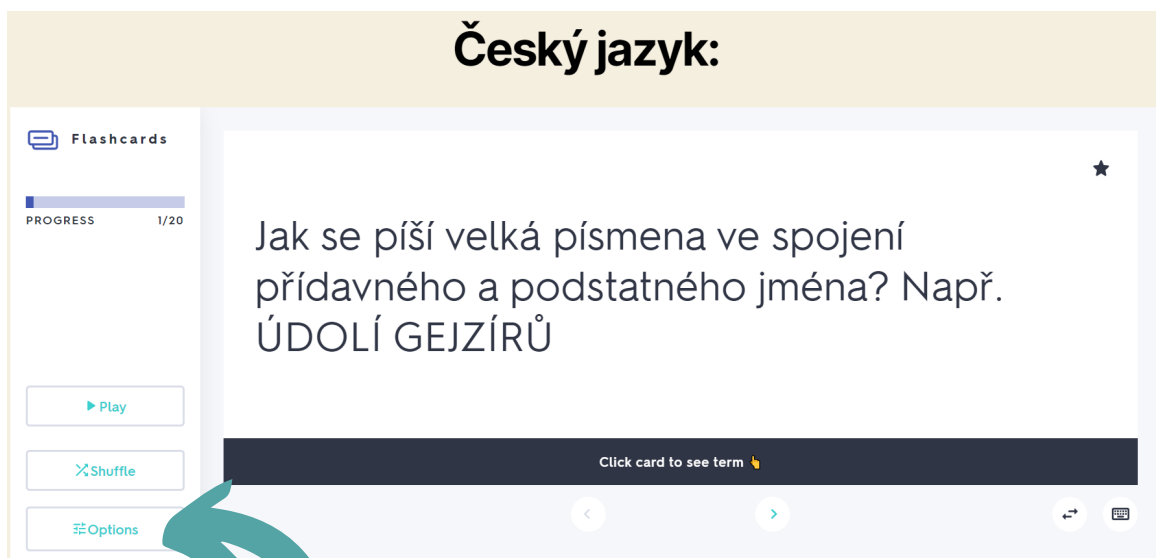 Český jazyk:
Flashcards
PROGRESS 1/20
Jak se píší velká písmena ve spojení
přídavného a podstatného jména? Např.
ÚDOLÍ GEJZÍRŮ
Play
Shuffle
Options
Click card to see term 👆